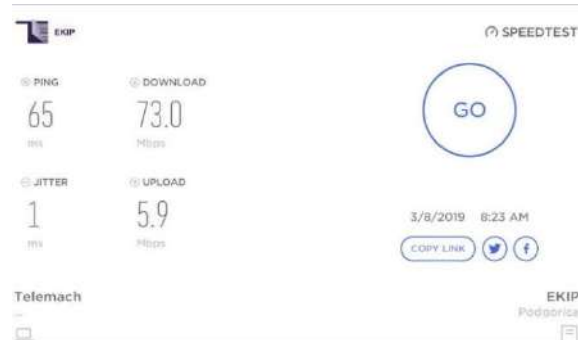 EKIP
SPEEDTEST
PING
DOWNLOAD
65
73.0
ms
Mbps
GO
JITTER
UPLOAD
1
5.9
ms
Mbps
3/8/2019 8:23 AM
COPY LINK
Telemach
EKIP
Podgorica
--